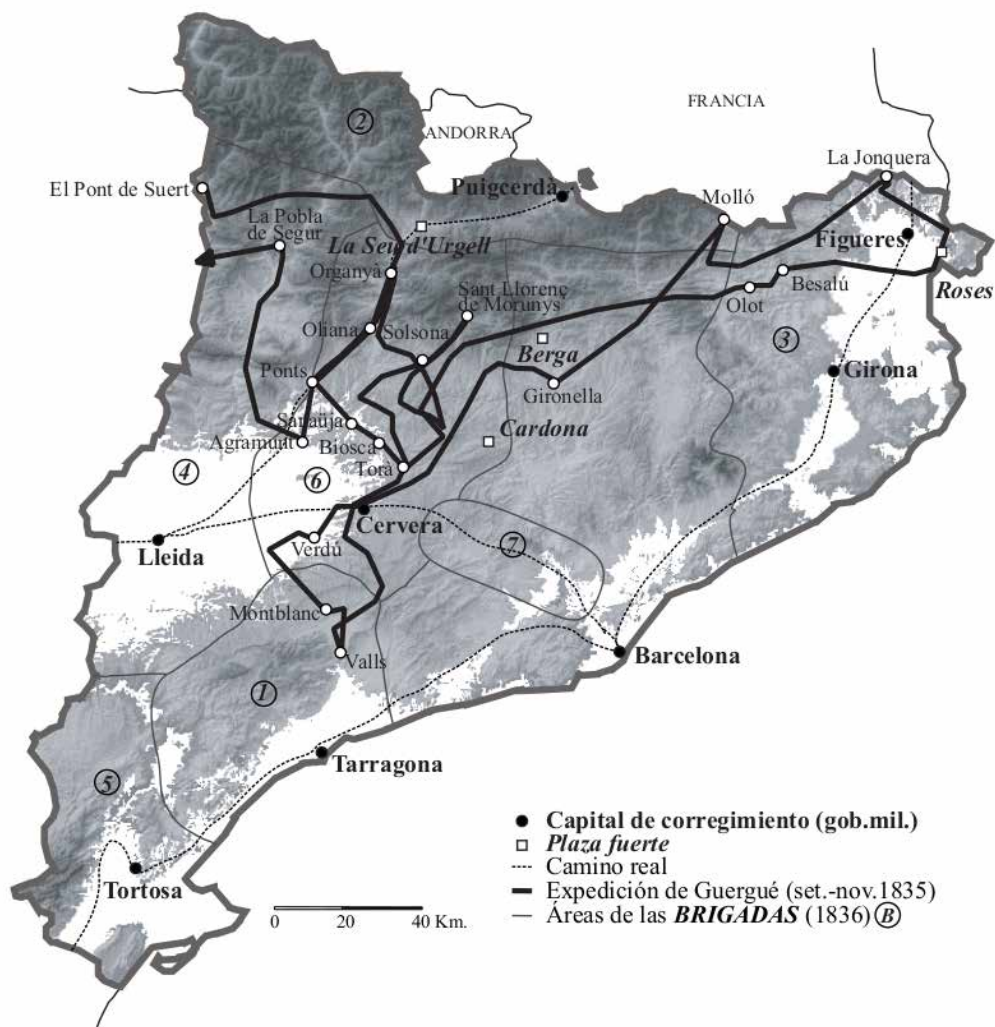 FRANCIA
ANDORRA
2
La Jonquera
El Pont de Suert
Puigcerdà
Molló
La Pobla
de Segur
La Seu d'Urgell
Figueres
Organyà
Sant Llorenç
de Morunys
Besalú
Roses
Olot
Oliana
Solsona
Berga
3
Girona
Ponts
Gironella
Sanaüja
Cardona
Agramunt
Biosca
Torà
4
6
Cervera
Verdú
7
Lleida
Montblanc
Valls
Barcelona
1
Tarragona
5
Tortosa
Capital de corregimiento (gob.mil.)
Plaza fuerte
Camino real
Expedición de Guergué (set.-nov.1835)
Áreas de las BRIGADAS (1836) B
0 20 40 Km.